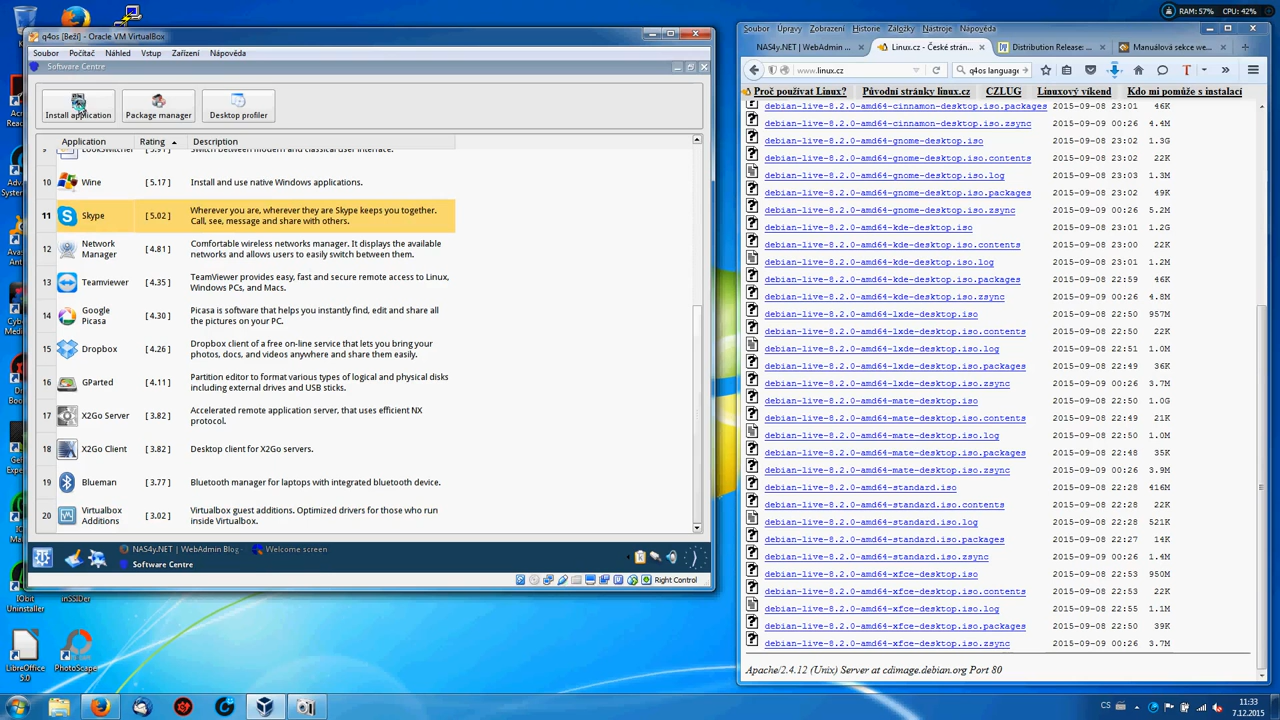 RAM: 57% CPU: 42%
q4os [Beží] - Oracle VM VirtualBox
Soubor Počítač Náhled Vstup Zařízení Nápověda
Software Centre
Install application Package manager Desktop profiler
Application Rating Description
LookSwitcher [ 5.91 ] Switch between modern and classical user interface.
10 Wine [ 5.17 ] Install and use native Windows applications.
11 Skype [ 5.02 ] Wherever you are, wherever they are Skype keeps you together.
Call, see, message and share with others.
12 Network Manager [ 4.81 ] Comfortable wireless networks manager. It displays the available
networks and allows users to easily switch between them.
13 Teamviewer [ 4.35 ] TeamViewer provides easy, fast and secure remote access to Linux,
Windows PCs, and Macs.
14 Google Picasa [ 4.30 ] Picasa is software that helps you instantly find, edit and share all
the pictures on your PC.
15 Dropbox [ 4.26 ] Dropbox client of a free on-line service that lets you bring your
photos, docs, and videos anywhere and share them easily.
16 GParted [ 4.11 ] Partition editor to format various types of logical and physical disks
including external drives and USB sticks.
17 X2Go Server [ 3.82 ] Accelerated remote application server, that uses efficient NX
protocol.
18 X2Go Client [ 3.82 ] Desktop client for X2Go servers.
19 Blueman [ 3.77 ] Bluetooth manager for laptops with integrated bluetooth device.
20 Virtualbox Additions [ 3.02 ] Virtualbox guest additions. Optimized drivers for those who run
inside Virtualbox.
NAS4y.NET | WebAdmin Blog Welcome screen
Software Centre
Right Control
IObit Uninstaller
inSSIDer
LibreOffice 5.0
PhotoScape
Soubor Úpravy Zobrazení Historie Záložky Nástroje Nápověda
NAS4y.NET | WebAdmin ... Linux.cz - České strán... Distribution Release: ... Manuálová sekce we...
www.linux.cz q4os language
Proč používat Linux? Původní stránky linux.cz CZLUG Linuxový víkend Kdo mi pomůže s instalací
debian-live-8.2.0-amd64-cinnamon-desktop.iso.packages 2015-09-08 23:01 46K
debian-live-8.2.0-amd64-cinnamon-desktop.iso.zsync 2015-09-09 00:26 4.4M
debian-live-8.2.0-amd64-gnome-desktop.iso 2015-09-08 23:01 1.3G
debian-live-8.2.0-amd64-gnome-desktop.iso.contents 2015-09-08 23:01 22K
debian-live-8.2.0-amd64-gnome-desktop.iso.log 2015-09-08 23:03 1.0M
debian-live-8.2.0-amd64-gnome-desktop.iso.packages 2015-09-08 23:02 49K
debian-live-8.2.0-amd64-gnome-desktop.iso.zsync 2015-09-09 00:26 5.2M
debian-live-8.2.0-amd64-kde-desktop.iso 2015-09-08 23:01 1.2G
debian-live-8.2.0-amd64-kde-desktop.iso.contents 2015-09-08 23:00 22K
debian-live-8.2.0-amd64-kde-desktop.iso.log 2015-09-08 23:01 1.2M
debian-live-8.2.0-amd64-kde-desktop.iso.packages 2015-09-08 22:59 46K
debian-live-8.2.0-amd64-kde-desktop.iso.zsync 2015-09-09 00:26 4.8M
debian-live-8.2.0-amd64-lxde-desktop.iso 2015-09-08 22:50 957M
debian-live-8.2.0-amd64-lxde-desktop.iso.contents 2015-09-08 22:50 22K
debian-live-8.2.0-amd64-lxde-desktop.iso.log 2015-09-08 22:51 1.0M
debian-live-8.2.0-amd64-lxde-desktop.iso.packages 2015-09-08 22:49 36K
debian-live-8.2.0-amd64-lxde-desktop.iso.zsync 2015-09-09 00:26 3.7M
debian-live-8.2.0-amd64-mate-desktop.iso 2015-09-08 22:50 1.0G
debian-live-8.2.0-amd64-mate-desktop.iso.contents 2015-09-08 22:49 22K
debian-live-8.2.0-amd64-mate-desktop.iso.log 2015-09-08 22:50 1.0M
debian-live-8.2.0-amd64-mate-desktop.iso.packages 2015-09-08 22:48 35K
debian-live-8.2.0-amd64-mate-desktop.iso.zsync 2015-09-09 00:26 3.9M
debian-live-8.2.0-amd64-standard.iso 2015-09-08 22:28 416M
debian-live-8.2.0-amd64-standard.iso.contents 2015-09-08 22:28 22K
debian-live-8.2.0-amd64-standard.iso.log 2015-09-08 22:28 521K
debian-live-8.2.0-amd64-standard.iso.packages 2015-09-08 22:27 14K
debian-live-8.2.0-amd64-standard.iso.zsync 2015-09-09 00:26 1.4M
debian-live-8.2.0-amd64-xfce-desktop.iso 2015-09-08 22:53 950M
debian-live-8.2.0-amd64-xfce-desktop.iso.contents 2015-09-08 22:53 22K
debian-live-8.2.0-amd64-xfce-desktop.iso.log 2015-09-08 22:55 1.1M
debian-live-8.2.0-amd64-xfce-desktop.iso.packages 2015-09-08 22:50 39K
debian-live-8.2.0-amd64-xfce-desktop.iso.zsync 2015-09-09 00:26 3.7M
Apache/2.4.12 (Unix) Server at cdimage.debian.org Port 80
CS
11:33
7.12.2015